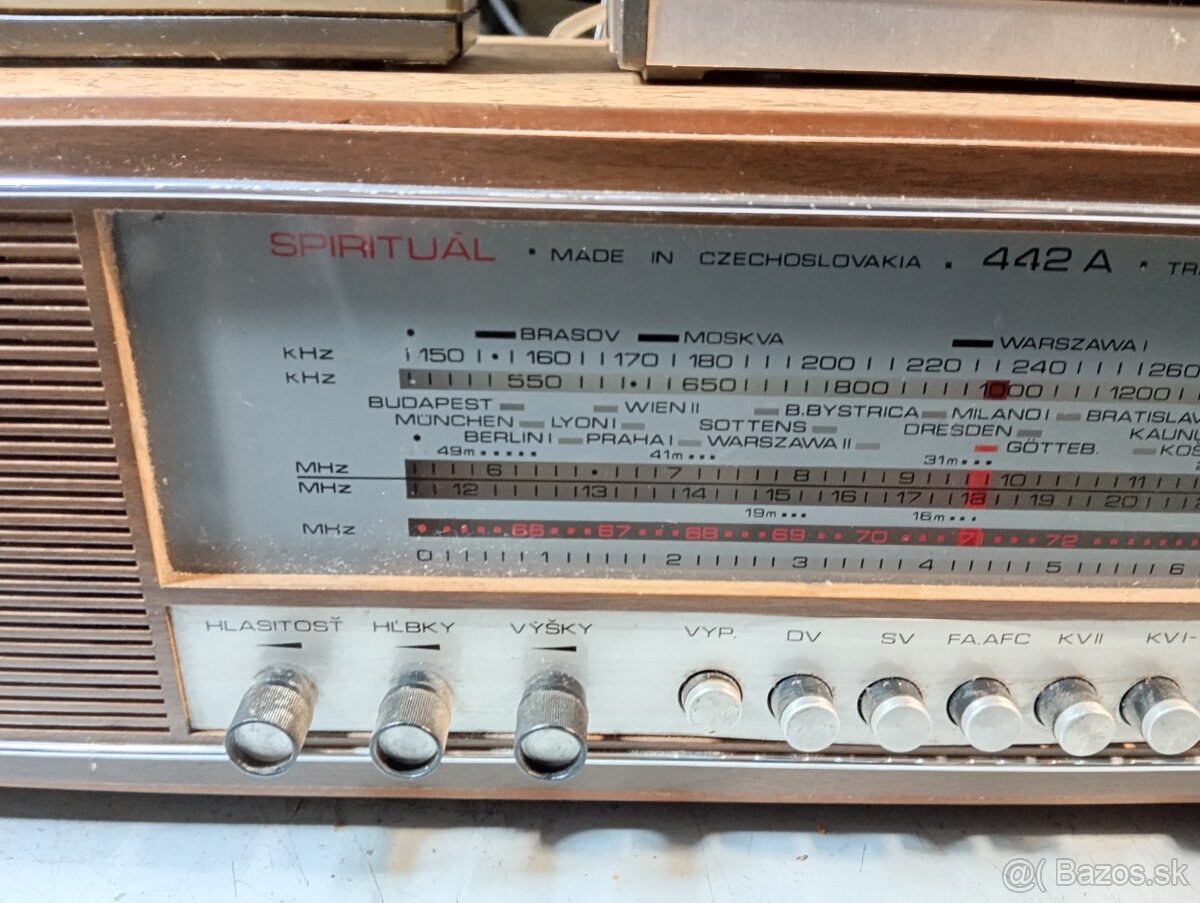 SPIRITUÁL • MADE IN CZECHOSLOVAKIA . 442 A •
BRASOV MOSKVA WARSZAWA I
kHz 150 160 170 180 200 220 240 260
kHz 550 650 800 1000 1200
BUDAPEST WIEN II B.BYSTRICA MILANO I
MÜNCHEN LYON I SOTTENS DRESDEN
BERLIN I PRAHA I WARSZAWA II GÖTTEB.
49m 41m 31m
MHz 6 7 8 9 10 11
MHz 12 13 14 15 16 17 18 19 20
19m 16m
MHz 66 67 68 69 70 71 72
0 1 2 3 4 5 6
HLASITOSŤ HĽBKY VÝŠKY VYP. DV SV FA.AFC KV II KV I-
@( Bazos.sk